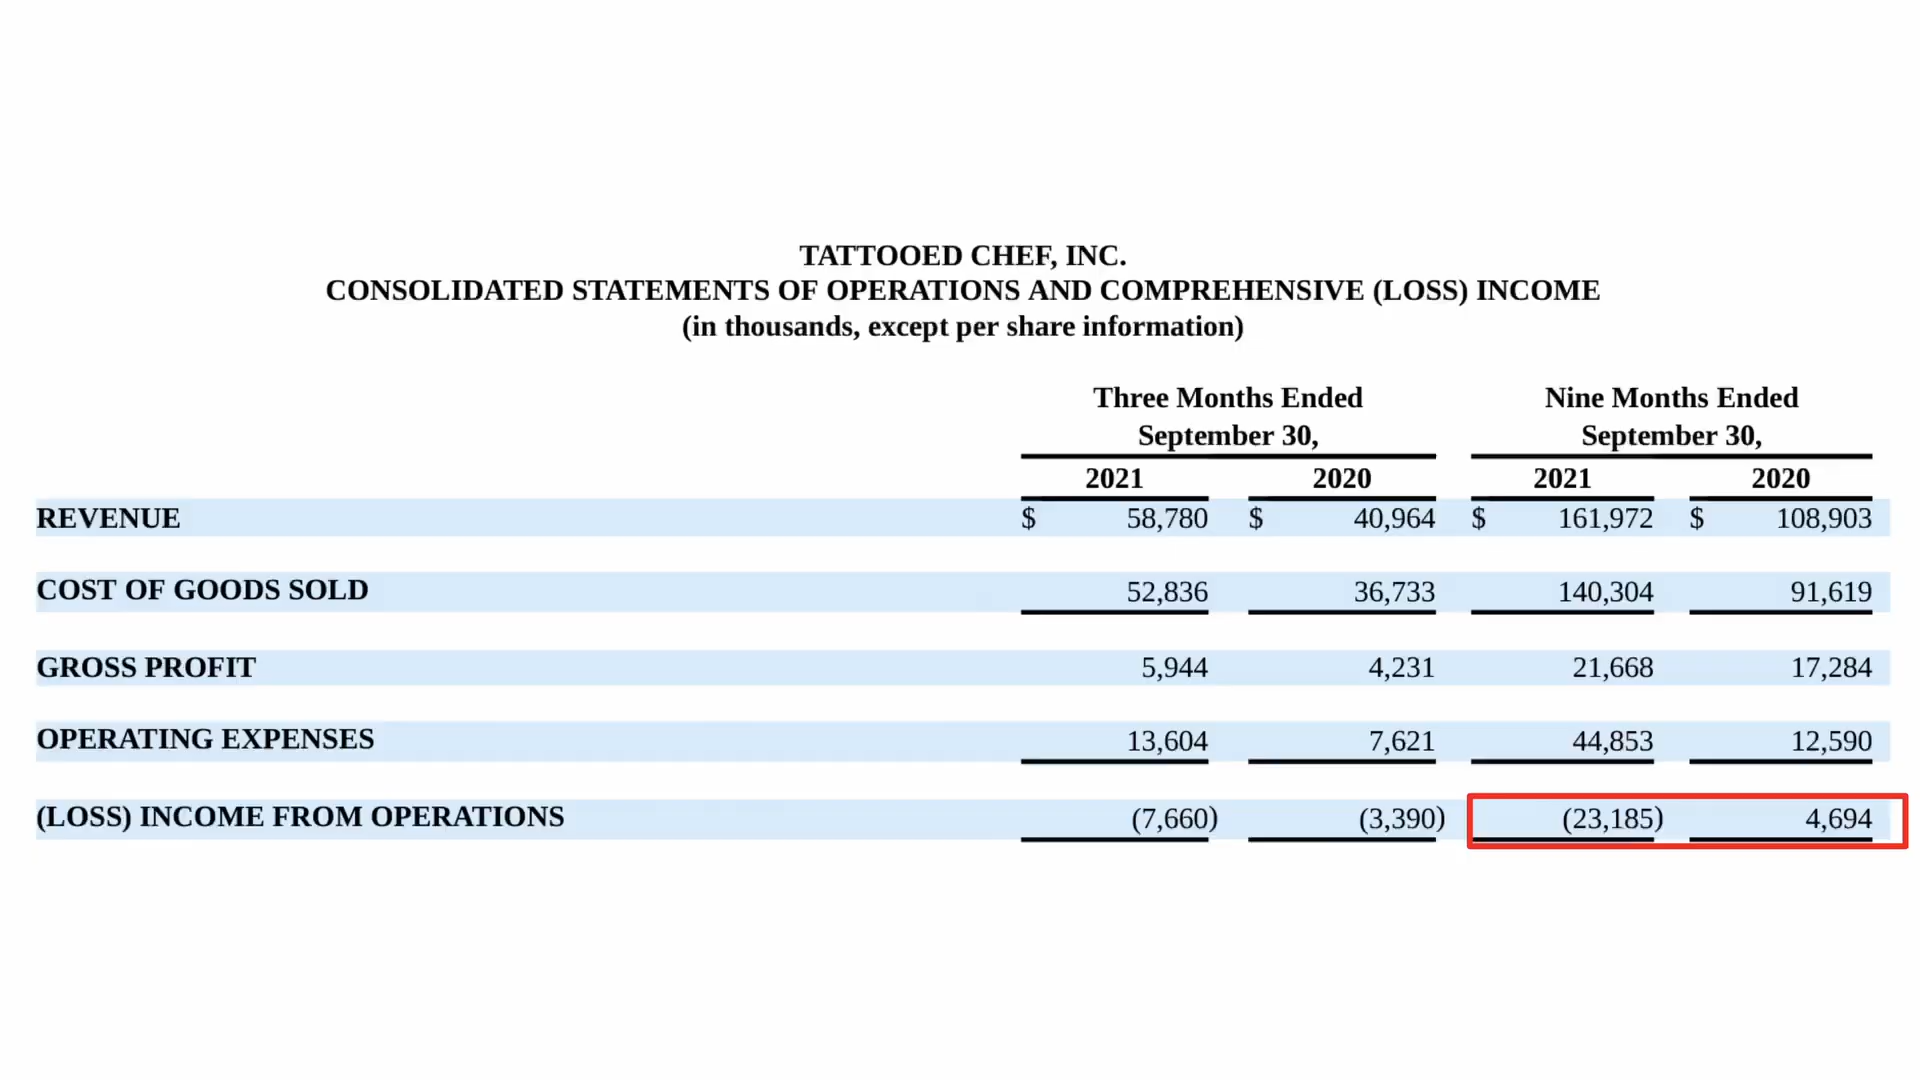 TATTOOED CHEF, INC.
CONSOLIDATED STATEMENTS OF OPERATIONS AND COMPREHENSIVE (LOSS) INCOME
(in thousands, except per share information)
Three Months Ended Nine Months Ended
September 30, September 30,
2021 2020 2021 2020
REVENUE $ 58,780 $ 40,964 $ 161,972 $ 108,903
COST OF GOODS SOLD 52,836 36,733 140,304 91,619
GROSS PROFIT 5,944 4,231 21,668 17,284
OPERATING EXPENSES 13,604 7,621 44,853 12,590
(LOSS) INCOME FROM OPERATIONS (7,660) (3,390) (23,185) 4,694